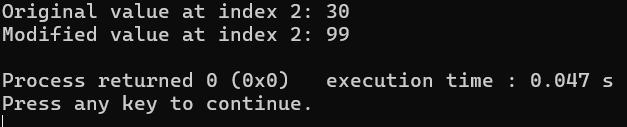 Original value at index 2: 30
Modified value at index 2: 99
Process returned 0 (0x0)   execution time : 0.047 s
Press any key to continue.